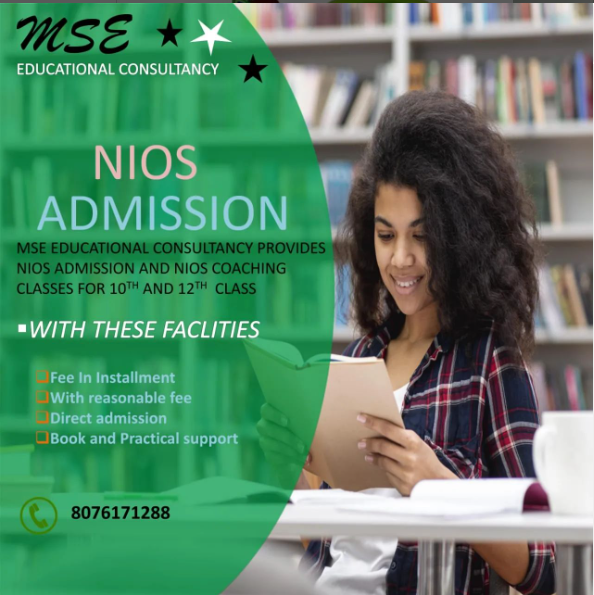 MSE
EDUCATIONAL CONSULTANCY
NIOS
ADMISSION
MSE EDUCATIONAL CONSULTANCY PROVIDES
NIOS ADMISSION AND NIOS COACHING
CLASSES FOR 10TH AND 12TH CLASS
▪WITH THESE FACLITIES
❑Fee In Installment
❑With reasonable fee
❑Direct admission
❑Book and Practical support
8076171288